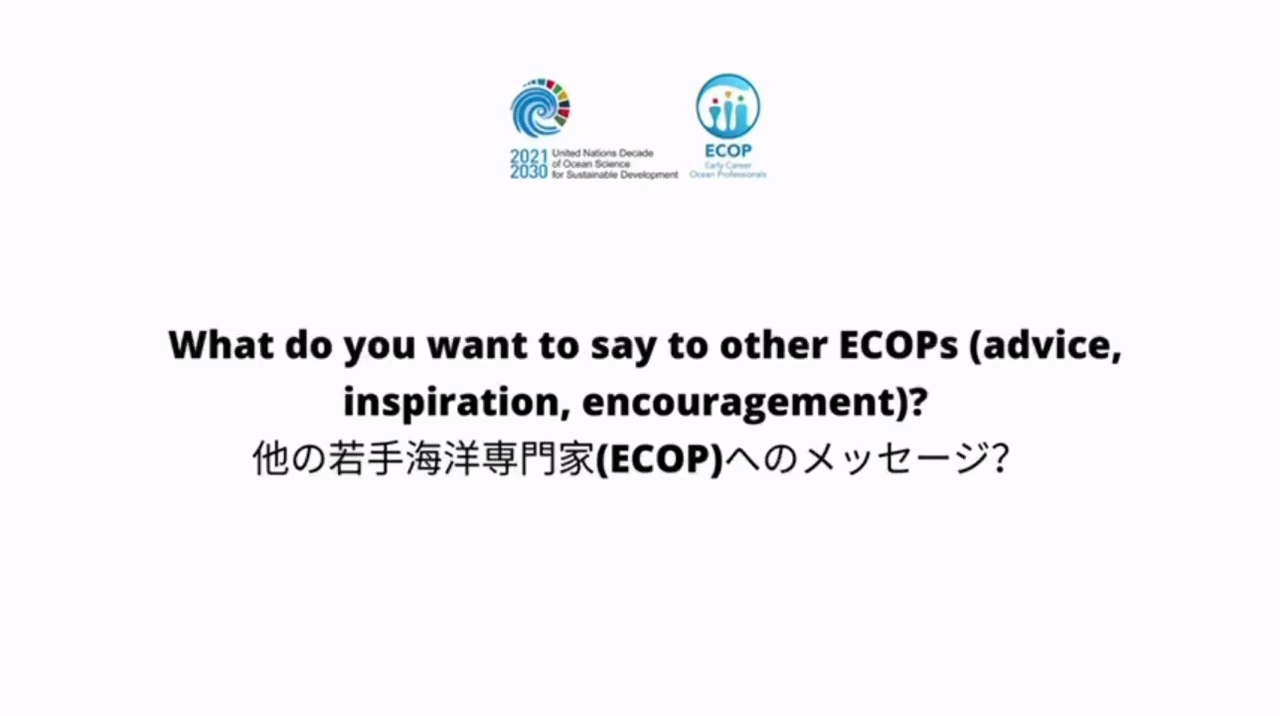 2021
2030
United Nations Decade
of Ocean Science
for Sustainable Development
ECOP
Early Career
Ocean Professionals
What do you want to say to other ECOPs (advice,
inspiration, encouragement)?
他の若手海洋専門家(ECOP)へのメッセージ?